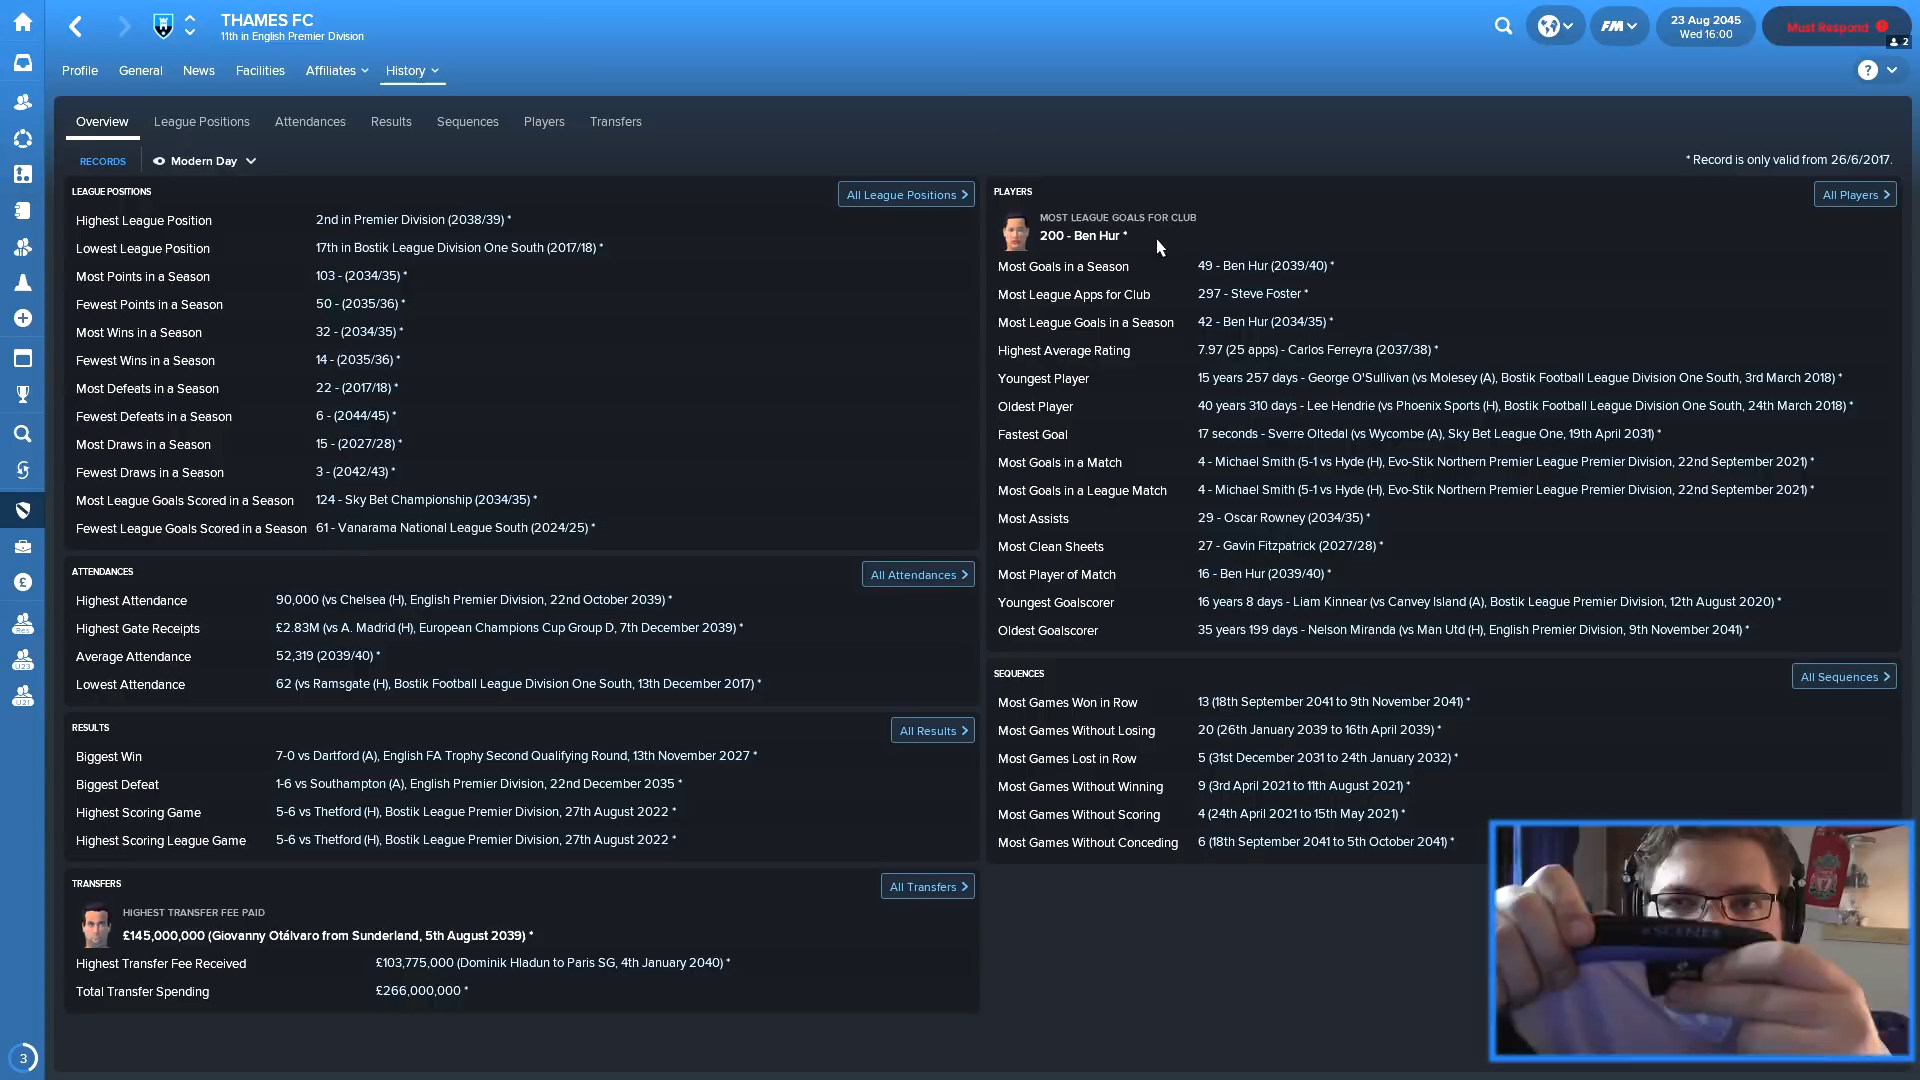 THAMES FC
11th in English Premier Division
23 Aug 2045
Wed 16:00
FM
Must Respond
2
Profile
General
News
Facilities
Affiliates
History
?
Overview
League Positions
Attendances
Results
Sequences
Players
Transfers
RECORDS
Modern Day
* Record is only valid from 26/6/2017.
LEAGUE POSITIONS
All League Positions
Highest League Position 2nd in Premier Division (2038/39) *
Lowest League Position 17th in Bostik League Division One South (2017/18) *
Most Points in a Season 103 - (2034/35) *
Fewest Points in a Season 50 - (2035/36) *
Most Wins in a Season 32 - (2034/35) *
Fewest Wins in a Season 14 - (2035/36) *
Most Defeats in a Season 22 - (2017/18) *
Fewest Defeats in a Season 6 - (2044/45) *
Most Draws in a Season 15 - (2027/28) *
Fewest Draws in a Season 3 - (2042/43) *
Most League Goals Scored in a Season 124 - Sky Bet Championship (2034/35) *
Fewest League Goals Scored in a Season 61 - Vanarama National League South (2024/25) *
ATTENDANCES
All Attendances
Highest Attendance 90,000 (vs Chelsea (H), English Premier Division, 22nd October 2039) *
Highest Gate Receipts £2.83M (vs A. Madrid (H), European Champions Cup Group D, 7th December 2039) *
Average Attendance 52,319 (2039/40) *
Lowest Attendance 62 (vs Ramsgate (H), Bostik Football League Division One South, 13th December 2017) *
RESULTS
All Results
Biggest Win 7-0 vs Dartford (A), English FA Trophy Second Qualifying Round, 13th November 2027 *
Biggest Defeat 1-6 vs Southampton (A), English Premier Division, 22nd December 2035 *
Highest Scoring Game 5-6 vs Thetford (H), Bostik League Premier Division, 27th August 2022 *
Highest Scoring League Game 5-6 vs Thetford (H), Bostik League Premier Division, 27th August 2022 *
TRANSFERS
All Transfers
HIGHEST TRANSFER FEE PAID
£145,000,000 (Giovanny Otálvaro from Sunderland, 5th August 2039) *
Highest Transfer Fee Received £103,775,000 (Dominik Hladun to Paris SG, 4th January 2040) *
Total Transfer Spending £266,000,000 *
PLAYERS
All Players
MOST LEAGUE GOALS FOR CLUB
200 - Ben Hur *
Most Goals in a Season 49 - Ben Hur (2039/40) *
Most League Apps for Club 297 - Steve Foster *
Most League Goals in a Season 42 - Ben Hur (2034/35) *
Highest Average Rating 7.97 (25 apps) - Carlos Ferreyra (2037/38) *
Youngest Player 15 years 257 days - George O'Sullivan (vs Molesey (A), Bostik Football League Division One South, 3rd March 2018) *
Oldest Player 40 years 310 days - Lee Hendrie (vs Phoenix Sports (H), Bostik Football League Division One South, 24th March 2018) *
Fastest Goal 17 seconds - Sverre Oltedal (vs Wycombe (A), Sky Bet League One, 19th April 2031) *
Most Goals in a Match 4 - Michael Smith (5-1 vs Hyde (H), Evo-Stik Northern Premier League Premier Division, 22nd September 2021) *
Most Goals in a League Match 4 - Michael Smith (5-1 vs Hyde (H), Evo-Stik Northern Premier League Premier Division, 22nd September 2021) *
Most Assists 29 - Oscar Rowney (2034/35) *
Most Clean Sheets 27 - Gavin Fitzpatrick (2027/28) *
Most Player of Match 16 - Ben Hur (2039/40) *
Youngest Goalscorer 16 years 8 days - Liam Kinnear (vs Canvey Island (A), Bostik League Premier Division, 12th August 2020) *
Oldest Goalscorer 35 years 199 days - Nelson Miranda (vs Man Utd (H), English Premier Division, 9th November 2041) *
SEQUENCES
All Sequences
Most Games Won in Row 13 (18th September 2041 to 9th November 2041) *
Most Games Without Losing 20 (26th January 2039 to 16th April 2039) *
Most Games Lost in Row 5 (31st December 2031 to 24th January 2032) *
Most Games Without Winning 9 (3rd April 2021 to 11th August 2021) *
Most Games Without Scoring 4 (24th April 2021 to 15th May 2021) *
Most Games Without Conceding 6 (18th September 2041 to 5th October 2041) *
£
Res
U23
U21
3